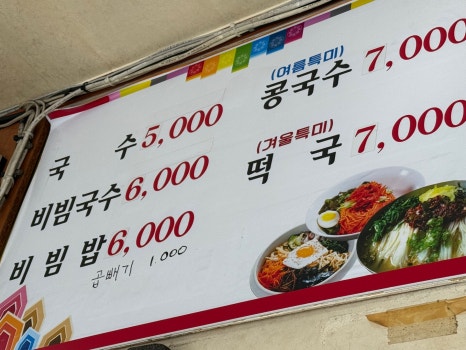 국 수 5,000
비빔국수 6,000
비 빔 밥 6,000
곱빼기 1.000
(여름특미)
콩국수 7,000
(겨울특미)
떡 국 7,000